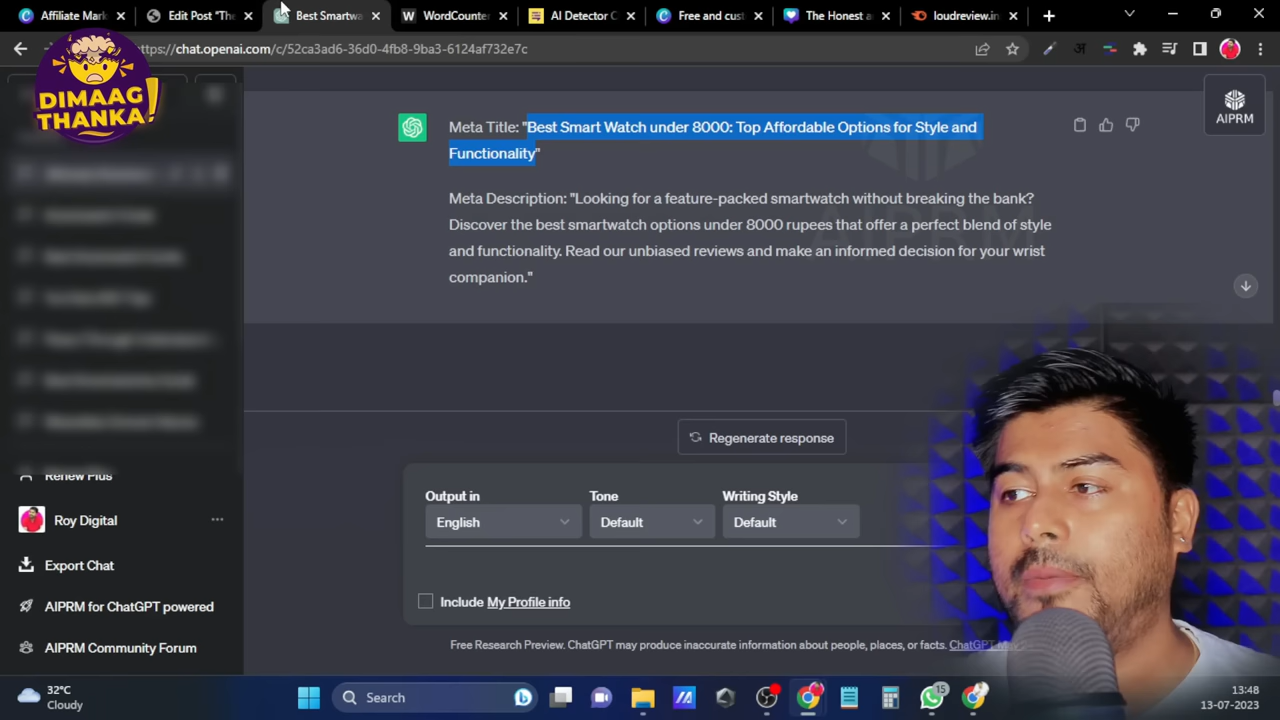 Affiliate Mark
Edit Post "The
Best Smartwa
WordCounter
AI Detector C
Free and cust
The Honest a
loudreview.in
https://chat.openai.com/c/52ca3ad6-36d0-4fb8-9ba3-6124af732e7c
DIMAAG
THANKA!
AIPRM
Meta Title: "Best Smart Watch under 8000: Top Affordable Options for Style and
Functionality"
Meta Description: "Looking for a feature-packed smartwatch without breaking the bank?
Discover the best smartwatch options under 8000 rupees that offer a perfect blend of style
and functionality. Read our unbiased reviews and make an informed decision for your wrist
companion."
AIPRM
Regenerate response
Output in
Tone
Writing Style
English
Default
Default
Include My Profile info
Free Research Preview. ChatGPT may produce inaccurate information about people, places, or facts. ChatGPT May
Renew Plus
Roy Digital
Export Chat
AIPRM for ChatGPT powered
AIPRM Community Forum
32°C
Cloudy
Search
15
13:48
13-07-2023